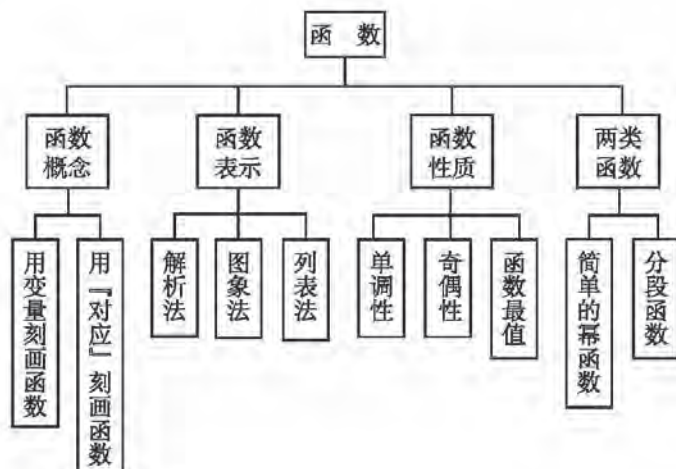 函 数
函数
概念
函数
表示
函数
性质
两类
函数
用变量刻画函数
用『对应』刻画函数
解析法
图象法
列表法
单调性
奇偶性
函数最值
简单的幂函数
分段函数